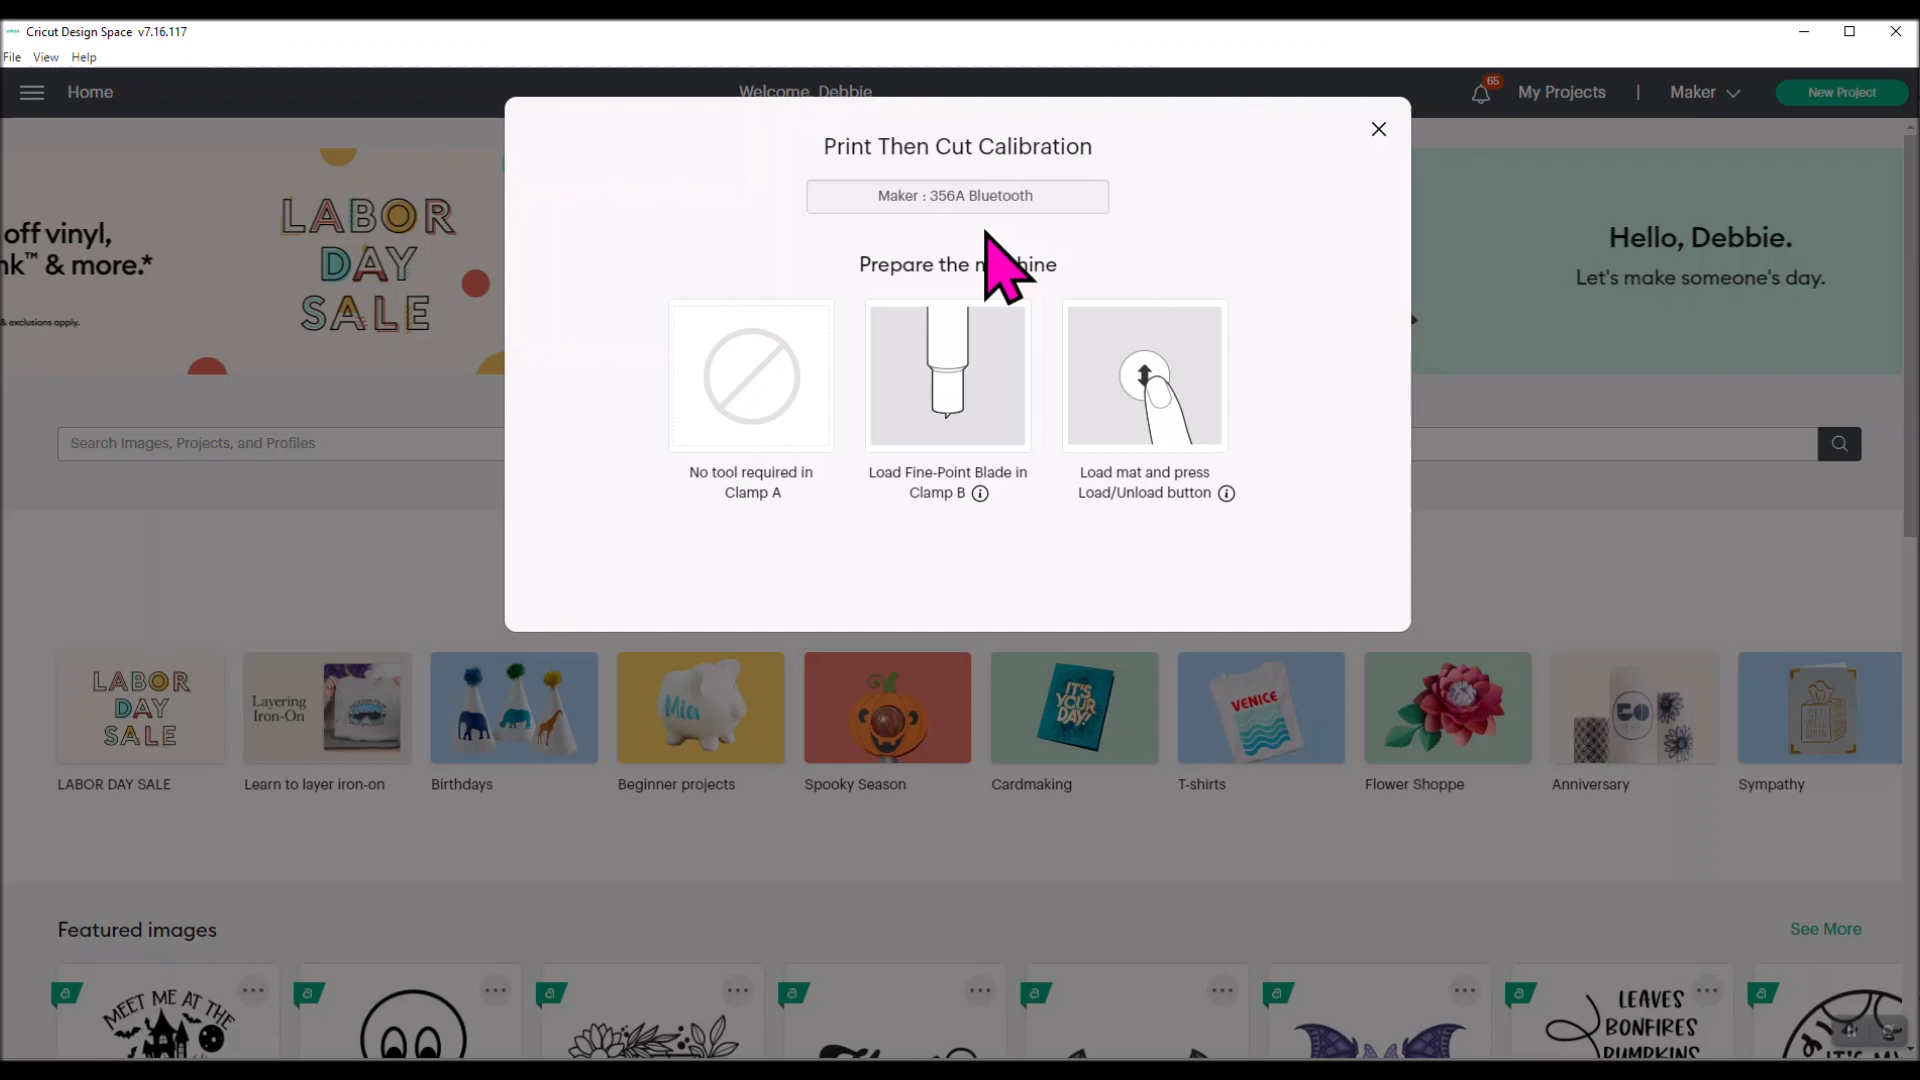 Cricut Design Space v7.16.117
File View Help
Home
Welcome, Debbie
65
My Projects | Maker
New Project
Print Then Cut Calibration
Maker : 356A Bluetooth
Prepare the
No tool required in
Clamp A
Load Fine-Point Blade in
Clamp B
Load mat and press
Load/Unload button
off vinyl,
& more.*
& exclusions apply.
LABOR
DAY
SALE
Hello, Debbie.
Let's make someone's day.
Search Images, Projects, and Profiles
LABOR
DAY
SALE
Layering
Iron-On
Mia
IT'S
YOUR
DAY!
VENICE
50
LABOR DAY SALE
Learn to layer iron-on
Birthdays
Beginner projects
Spooky Season
Cardmaking
T-shirts
Flower Shoppe
Anniversary
Sympathy
Featured images
See More
a
a
a
a
a
a
a
a
MEET ME AT THE
LEAVES
BONFIRES
PUMPKINS